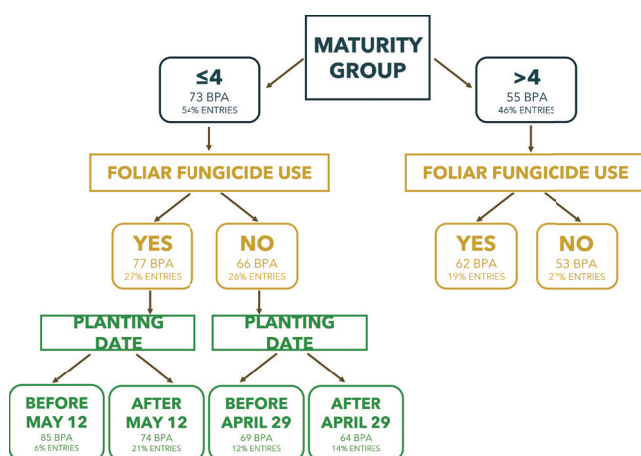 MATURITY
GROUP
≤4
73 BPA
54% ENTRIES
>4
55 BPA
46% ENTRIES
FOLIAR FUNGICIDE USE
FOLIAR FUNGICIDE USE
YES
77 BPA
27% ENTRIES
NO
66 BPA
26% ENTRIES
YES
62 BPA
19% ENTRIES
NO
53 BPA
ENTRIES
PLANTING
DATE
PLANTING
DATE
BEFORE
MAY 12
85 BPA
6% ENTRIES
AFTER
MAY 12
74 BPA
21% ENTRIES
BEFORE
APRIL 29
69 BPA
12% ENTRIES
AFTER
APRIL 29
64 BPA
14% ENTIRES